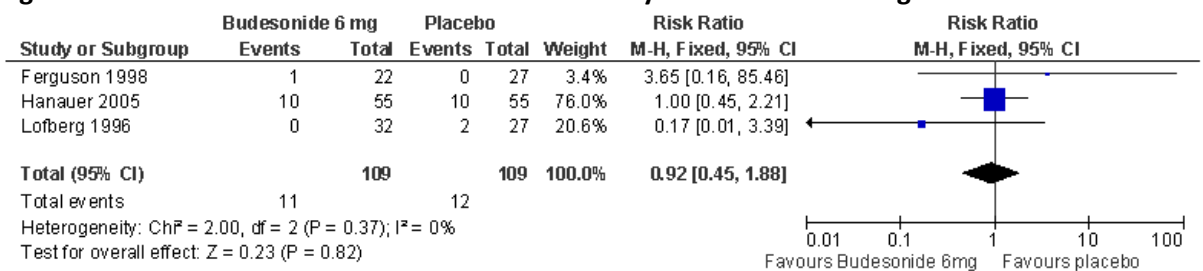 Budesonide 6 mg Placebo Risk Ratio Risk Ratio
Study or Subgroup Events Total Events Total Weight M-H, Fixed, 95% CI M-H, Fixed, 95% CI
Ferguson 1998 1 22 0 27 3.4% 3.65 [0.16, 85.46]
Hanauer 2005 10 55 10 55 76.0% 1.00 [0.45, 2.21]
Lofberg 1996 0 32 2 27 20.6% 0.17 [0.01, 3.39]
Total (95% CI) 109 109 100.0% 0.92 [0.45, 1.88]
Total events 11 12
Heterogeneity: Chi² = 2.00, df = 2 (P = 0.37); I² = 0%
Test for overall effect: Z = 0.23 (P = 0.82)
0.01 0.1 1 10 100
Favours Budesonide 6mg Favours placebo